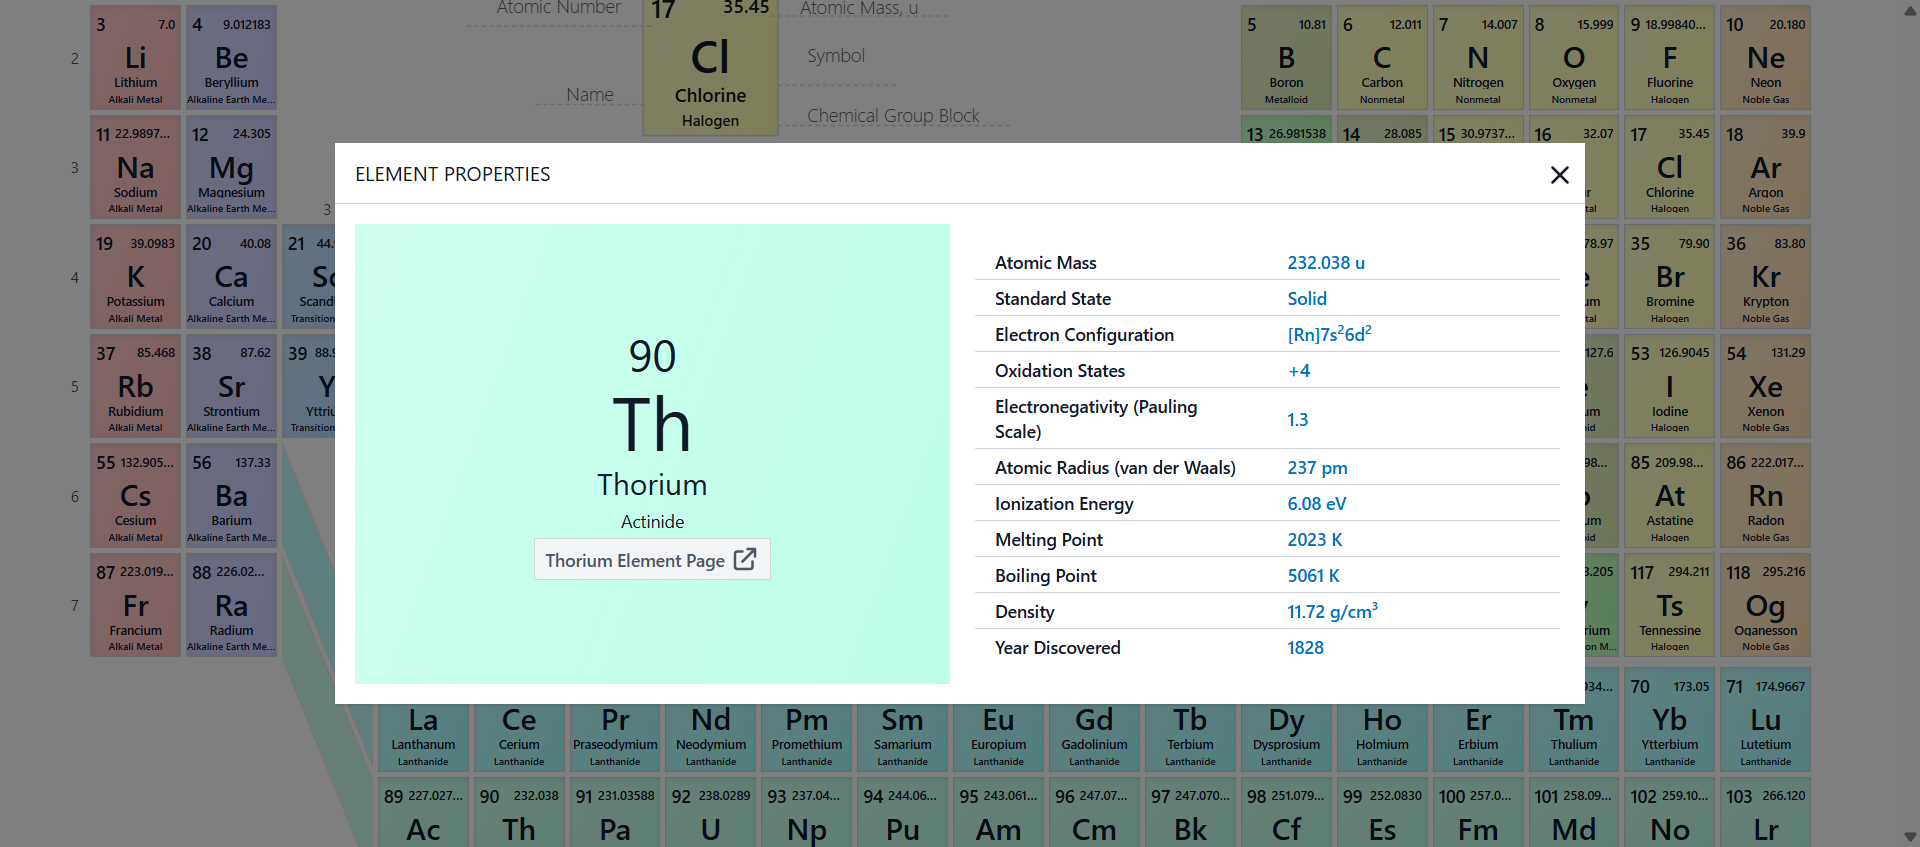 Atomic Number
17 35.45
Atomic Mass, u
Cl
Symbol
Name
Chlorine
Halogen
Chemical Group Block
2
3 7.0
Li
Lithium
Alkali Metal
4 9.012183
Be
Beryllium
Alkaline Earth Me...
5 10.81
B
Boron
Metalloid
6 12.011
C
Carbon
Nonmetal
7 14.007
N
Nitrogen
Nonmetal
8 15.999
O
Oxygen
Nonmetal
9 18.99840...
F
Fluorine
Halogen
10 20.180
Ne
Neon
Noble Gas
3
11 22.9897...
Na
Sodium
Alkali Metal
12 24.305
Mg
Magnesium
Alkaline Earth Me...
3
13 26.981538
14 28.085
15 30.9737...
16 32.07
17 35.45
Cl
Chlorine
Halogen
18 39.9
Ar
Argon
Noble Gas
4
19 39.0983
K
Potassium
Alkali Metal
20 40.08
Ca
Calcium
Alkaline Earth Me...
21 44.
Sc
Scandi
Transition
78.97
35 79.90
Br
Bromine
Halogen
36 83.80
Kr
Krypton
Noble Gas
5
37 85.468
Rb
Rubidium
Alkali Metal
38 87.62
Sr
Strontium
Alkaline Earth Me...
39 88.9
Y
Yttriu
Transition
127.6
53 126.9045
I
Iodine
Halogen
54 131.29
Xe
Xenon
Noble Gas
6
55 132.905...
Cs
Cesium
Alkali Metal
56 137.33
Ba
Barium
Alkaline Earth Me...
98...
85 209.98...
At
Astatine
Halogen
86 222.017...
Rn
Radon
Noble Gas
7
87 223.019...
Fr
Francium
Alkali Metal
88 226.02...
Ra
Radium
Alkaline Earth Me...
3.205
rium
on M...
117 294.211
Ts
Tennessine
Halogen
118 295.216
Og
Oganesson
Noble Gas
ELEMENT PROPERTIES
90
Th
Thorium
Actinide
Thorium Element Page
Atomic Mass 232.038 u
Standard State Solid
Electron Configuration [Rn]7s²6d²
Oxidation States +4
Electronegativity (Pauling
Scale) 1.3
Atomic Radius (van der Waals) 237 pm
Ionization Energy 6.08 eV
Melting Point 2023 K
Boiling Point 5061 K
Density 11.72 g/cm³
Year Discovered 1828
La
Lanthanum
Lanthanide
Ce
Cerium
Lanthanide
Pr
Praseodymium
Lanthanide
Nd
Neodymium
Lanthanide
Pm
Promethium
Lanthanide
Sm
Samarium
Lanthanide
Eu
Europium
Lanthanide
Gd
Gadolinium
Lanthanide
Tb
Terbium
Lanthanide
Dy
Dysprosium
Lanthanide
Ho
Holmium
Lanthanide
Er
Erbium
Lanthanide
934...
Tm
Thulium
Lanthanide
70 173.05
Yb
Ytterbium
Lanthanide
71 174.9667
Lu
Lutetium
Lanthanide
89 227.027...
Ac
90 232.038
Th
91 231.03588
Pa
92 238.0289
U
93 237.04...
Np
94 244.06...
Pu
95 243.061...
Am
96 247.07...
Cm
97 247.070...
Bk
98 251.079...
Cf
99 252.0830
Es
100 257.0...
Fm
101 258.09...
Md
102 259.10...
No
103 266.120
Lr